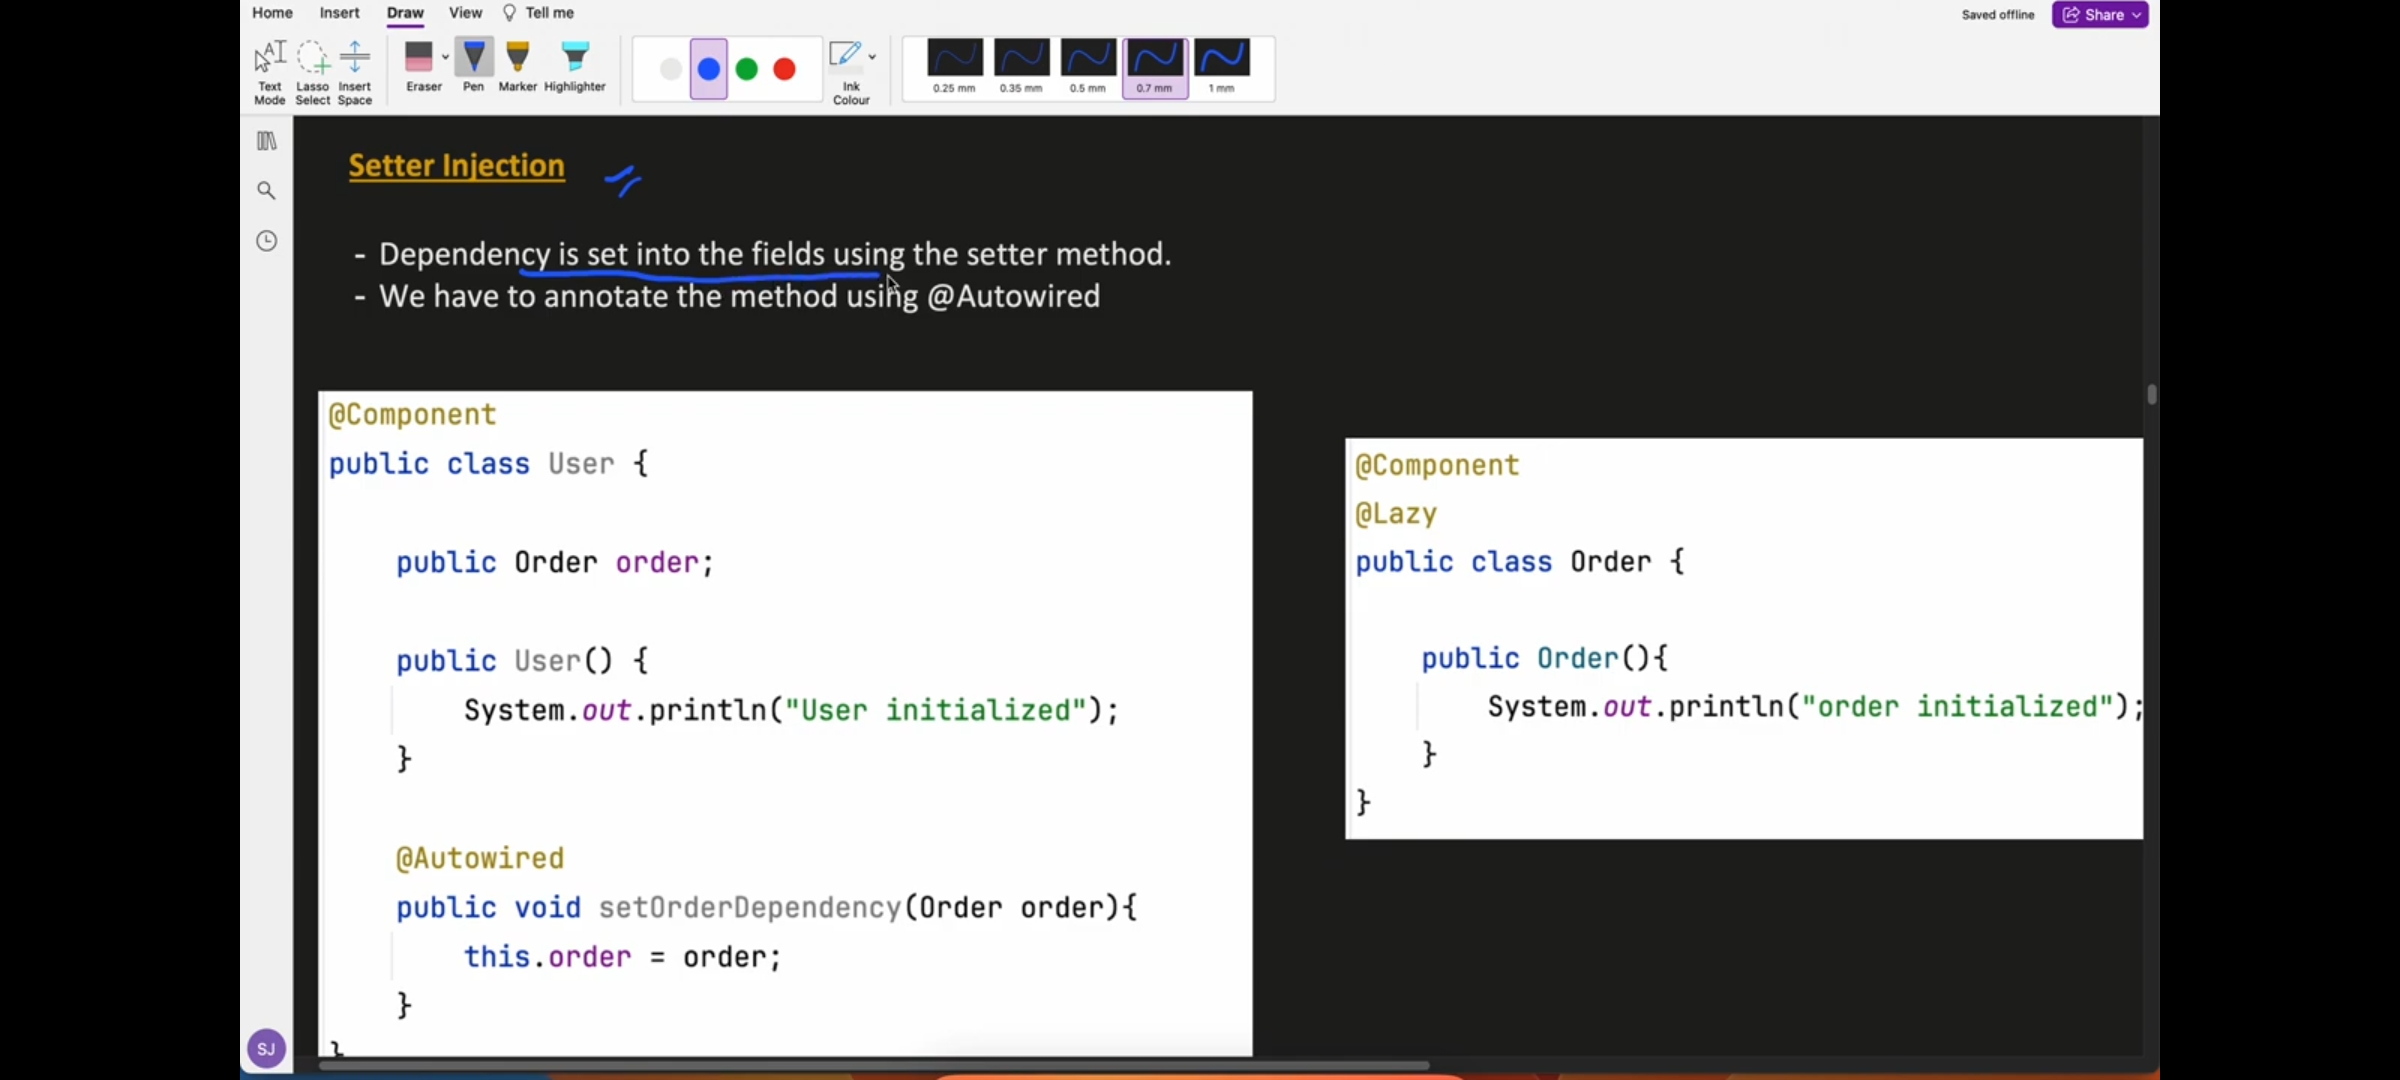 Home Insert Draw View Tell me
Saved offline Share
Text Mode
Lasso Select
Insert Space
Eraser Pen Marker Highlighter
Ink Colour
0.25 mm 0.35 mm 0.5 mm 0.7 mm 1 mm
Setter Injection
- Dependency is set into the fields using the setter method.
- We have to annotate the method using @Autowired
@Component
public class User {
public Order order;
public User() {
System.out.println("User initialized");
}
@Autowired
public void setOrderDependency(Order order){
this.order = order;
}
}
@Component
@Lazy
public class Order {
public Order(){
System.out.println("order initialized");
}
}
SJ